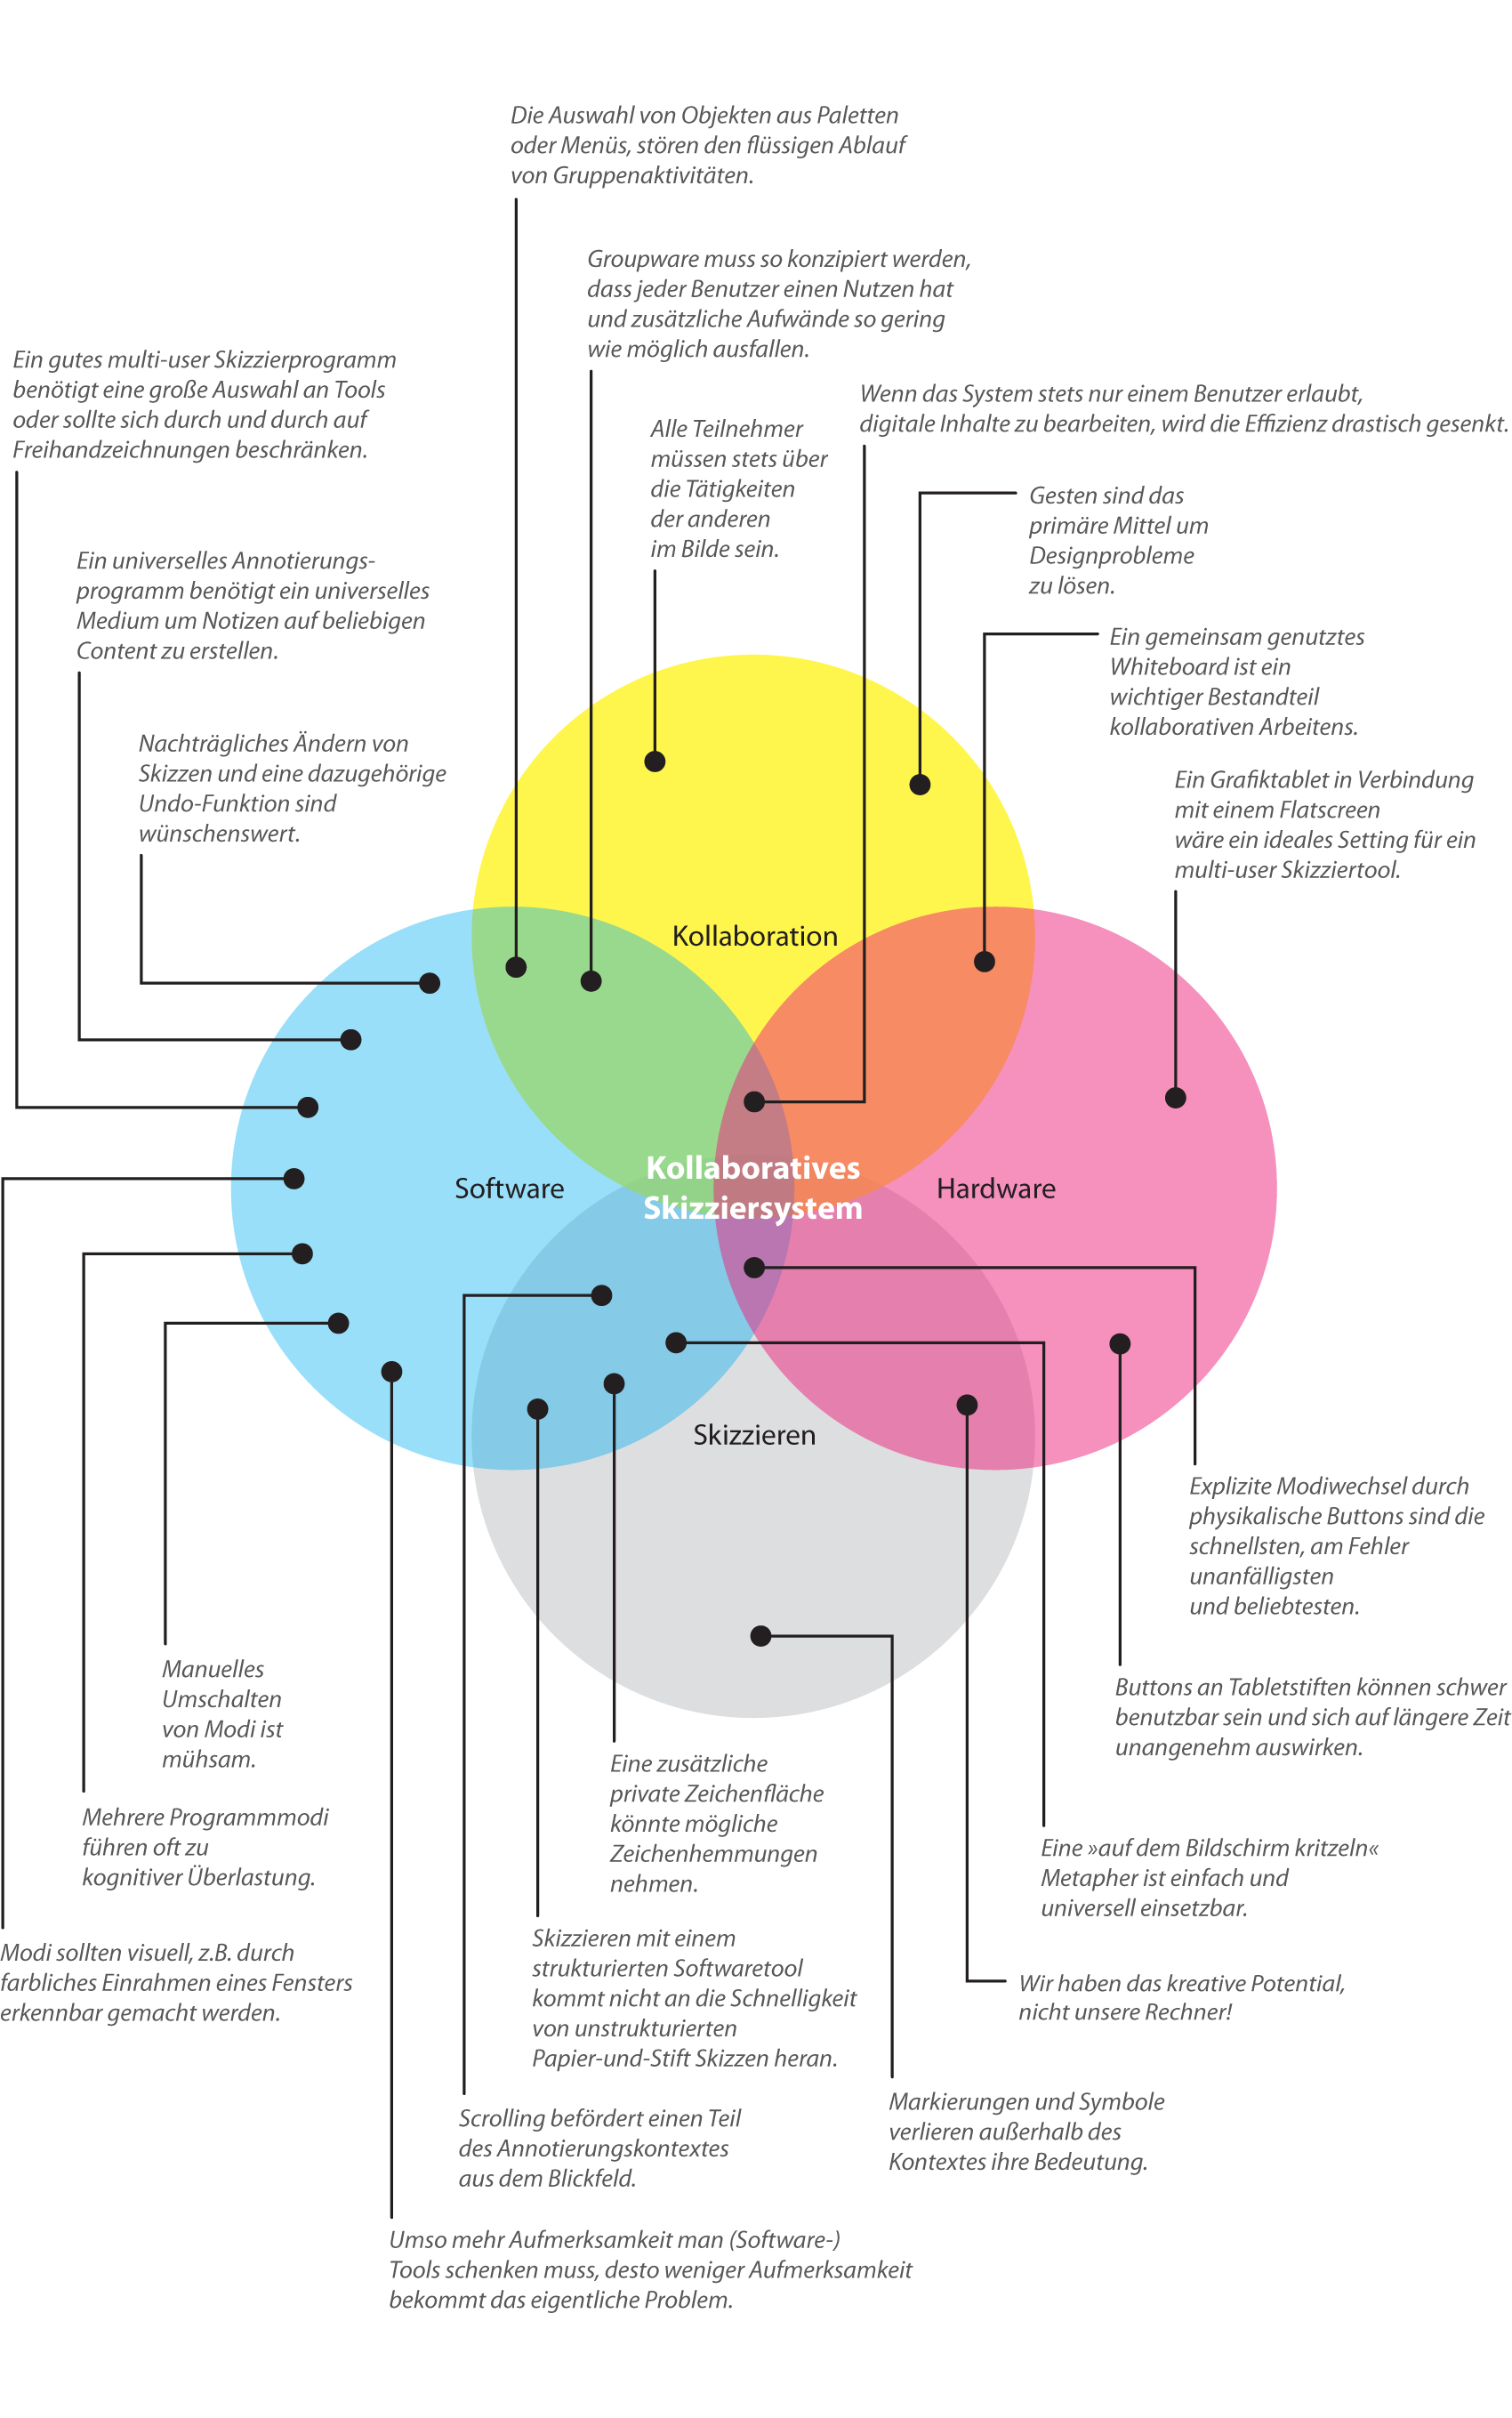 Die Auswahl von Objekten aus Paletten
oder Menüs, stören den flüssigen Ablauf
von Gruppenaktivitäten.
Groupware muss so konzipiert werden,
dass jeder Benutzer einen Nutzen hat
und zusätzliche Aufwände so gering
wie möglich ausfallen.
Ein gutes multi-user Skizzierprogramm
benötigt eine große Auswahl an Tools
oder sollte sich durch und durch auf
Freihandzeichnungen beschränken.
Wenn das System stets nur einem Benutzer erlaubt,
digitale Inhalte zu bearbeiten, wird die Effizienz drastisch gesenkt.
Alle Teilnehmer
müssen stets über
die Tätigkeiten
der anderen
im Bilde sein.
Gesten sind das
primäre Mittel um
Designprobleme
zu lösen.
Ein universelles Annotierungs-
programm benötigt ein universelles
Medium um Notizen auf beliebigen
Content zu erstellen.
Ein gemeinsam genutztes
Whiteboard ist ein
wichtiger Bestandteil
kollaborativen Arbeitens.
Nachträgliches Ändern von
Skizzen und eine dazugehörige
Undo-Funktion sind
wünschenswert.
Ein Grafiktablet in Verbindung
mit einem Flatscreen
wäre ein ideales Setting für ein
multi-user Skizziertool.
Kollaboration
Software
Kollaboratives
Skizziersystem
Hardware
Skizzieren
Explizite Modiwechsel durch
physikalische Buttons sind die
schnellsten, am Fehler
unanfälligsten
und beliebtesten.
Manuelles
Umschalten
von Modi ist
mühsam.
Buttons an Tabletstiften können schwer
benutzbar sein und sich auf längere Zeit
unangenehm auswirken.
Eine zusätzliche
private Zeichenfläche
könnte mögliche
Zeichenhemmungen
nehmen.
Mehrere Programmmodi
führen oft zu
kognitiver Überlastung.
Eine »auf dem Bildschirm kritzeln«
Metapher ist einfach und
universell einsetzbar.
Skizzieren mit einem
strukturierten Softwaretool
kommt nicht an die Schnelligkeit
von unstrukturierten
Papier-und-Stift Skizzen heran.
Modi sollten visuell, z.B. durch
farbliches Einrahmen eines Fensters
erkennbar gemacht werden.
Wir haben das kreative Potential,
nicht unsere Rechner!
Markierungen und Symbole
verlieren außerhalb des
Kontextes ihre Bedeutung.
Scrolling befördert einen Teil
des Annotierungskontextes
aus dem Blickfeld.
Umso mehr Aufmerksamkeit man (Software-)
Tools schenken muss, desto weniger Aufmerksamkeit
bekommt das eigentliche Problem.